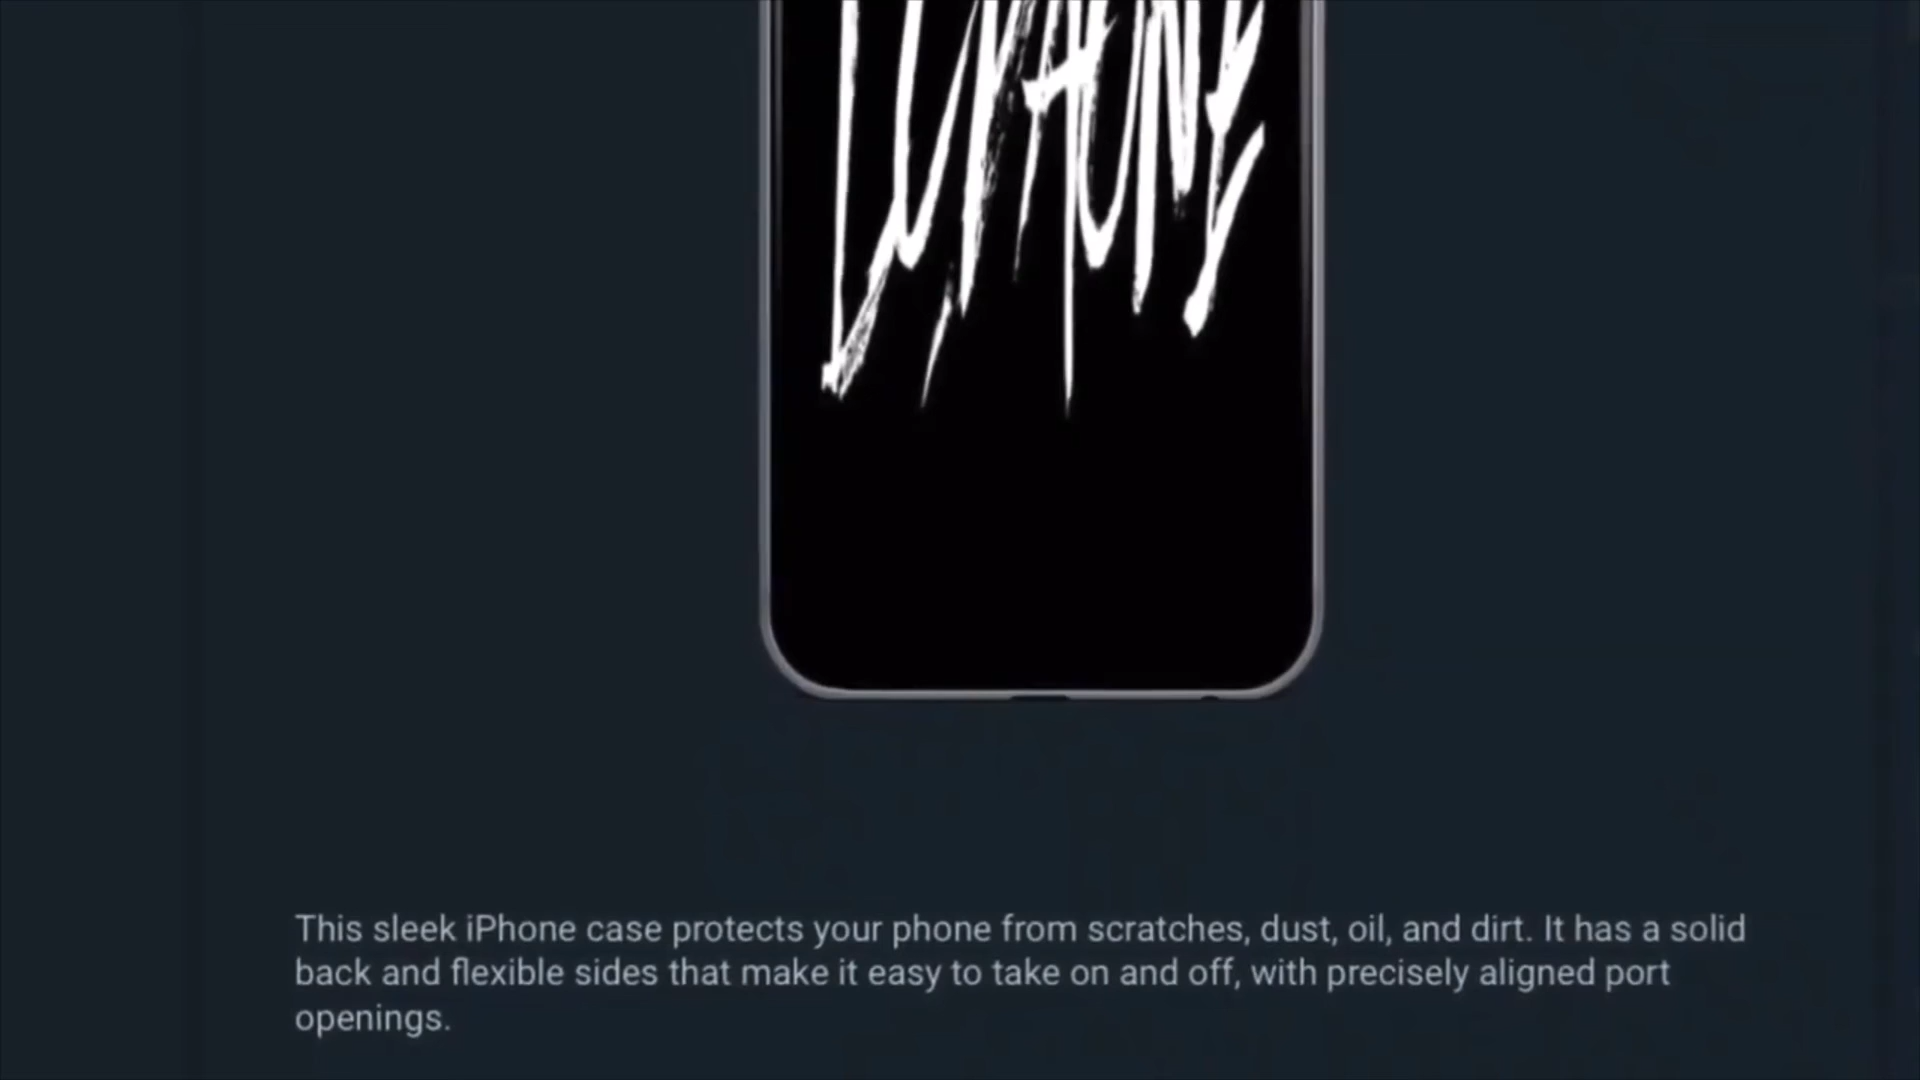 This sleek iPhone case protects your phone from scratches, dust, oil, and dirt. It has a solid
back and flexible sides that make it easy to take on and off, with precisely aligned port
openings.